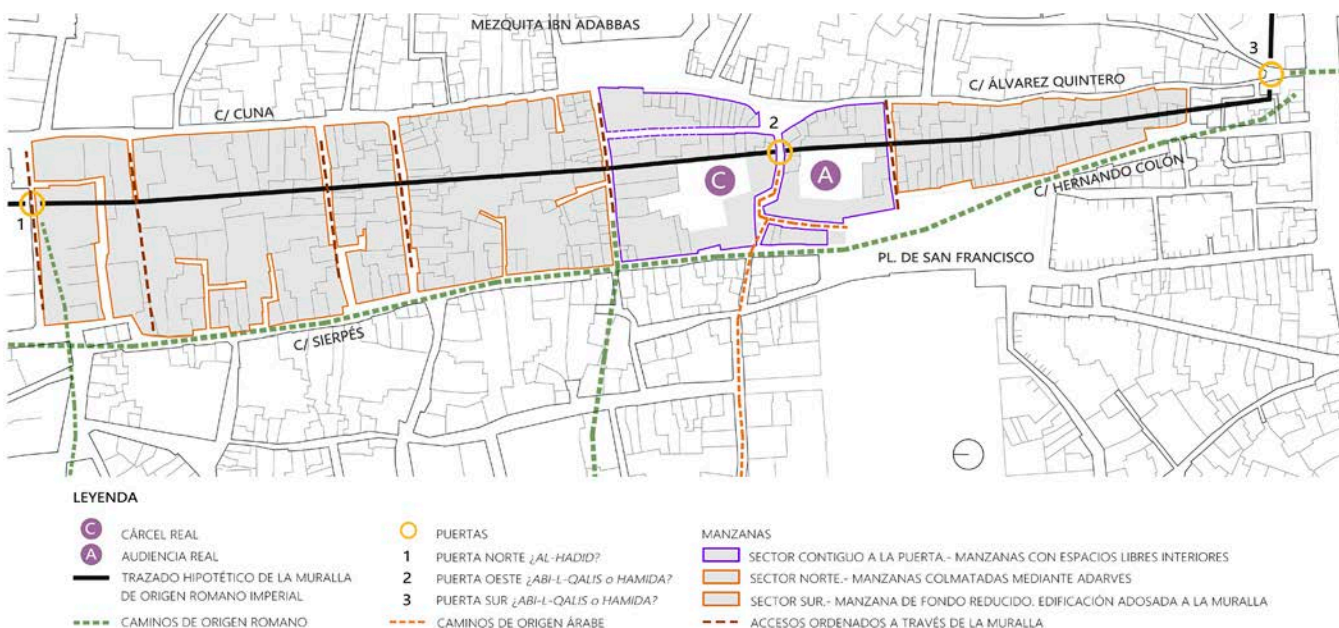 MEZQUITA IBN ADABBAS
3
C/ ÁLVAREZ QUINTERO
C/ CUNA
2
C
A
C/ HERNANDO COLÓN
1
PL. DE SAN FRANCISCO
C/ SIERPÉS
LEYENDA
C CÁRCEL REAL
A AUDIENCIA REAL
TRAZADO HIPOTÉTICO DE LA MURALLA
DE ORIGEN ROMANO IMPERIAL
CAMINOS DE ORIGEN ROMANO
PUERTAS
1 PUERTA NORTE ¿AL-HADID?
2 PUERTA OESTE ¿ABI-L-QALIS o HAMIDA?
3 PUERTA SUR ¿ABI-L-QALIS o HAMIDA?
CAMINOS DE ORIGEN ÁRABE
MANZANAS
SECTOR CONTIGUO A LA PUERTA.- MANZANAS CON ESPACIOS LIBRES INTERIORES
SECTOR NORTE.- MANZANAS COLMATADAS MEDIANTE ADARVES
SECTOR SUR.- MANZANA DE FONDO REDUCIDO. EDIFICACIÓN ADOSADA A LA MURALLA
ACCESOS ORDENADOS A TRAVÉS DE LA MURALLA